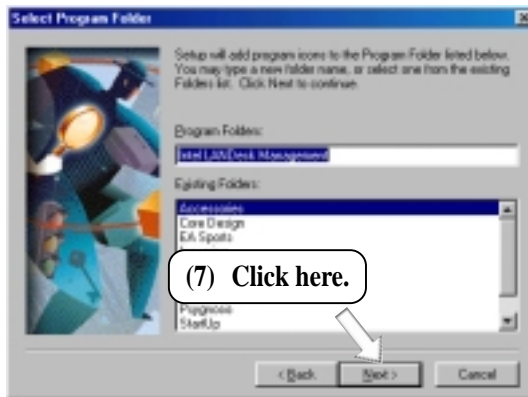 Select Program Folder
Setup will add program icons to the Program Folder listed below.
You may type a new folder name, or select one from the existing
Folders list. Click Next to continue.
Program Folders:
Intel LANDesk Management
Existing Folders:
Accessories
Core Design
EA Sports
(7) Click here.
Psygnosis
StartUp
< Back
Next >
Cancel